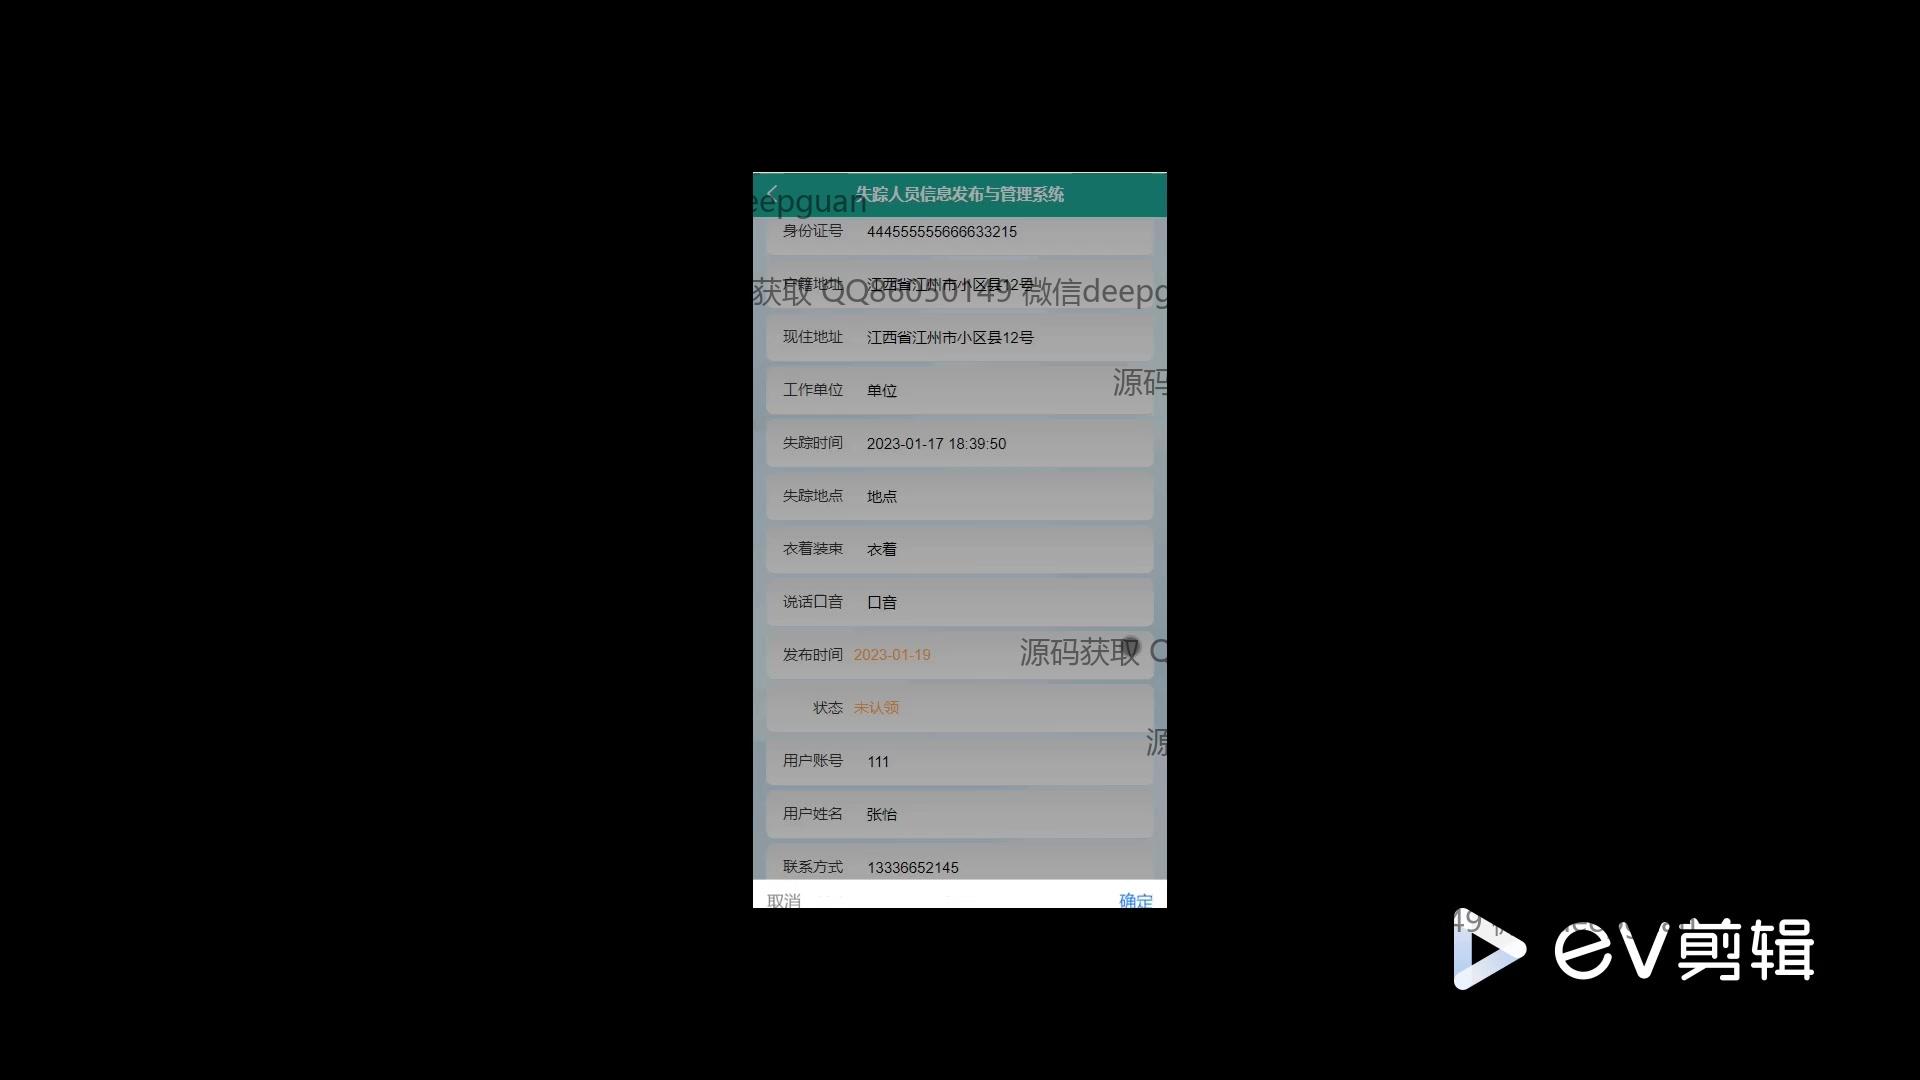 失踪人员信息发布与管理系统
eepguan
身份证号 444555555666633215
户籍地址 江西省江州市小区县12号
获取 QQ86050149 微信deepg
现住地址 江西省江州市小区县12号
源码
工作单位 单位
失踪时间 2023-01-17 18:39:50
失踪地点 地点
衣着装束 衣着
说话口音 口音
发布时间 2023-01-19
源码获取 Q
状态 未认领
源
用户账号 111
用户姓名 张怡
联系方式 13336652145
取消 确定
49
ev剪辑